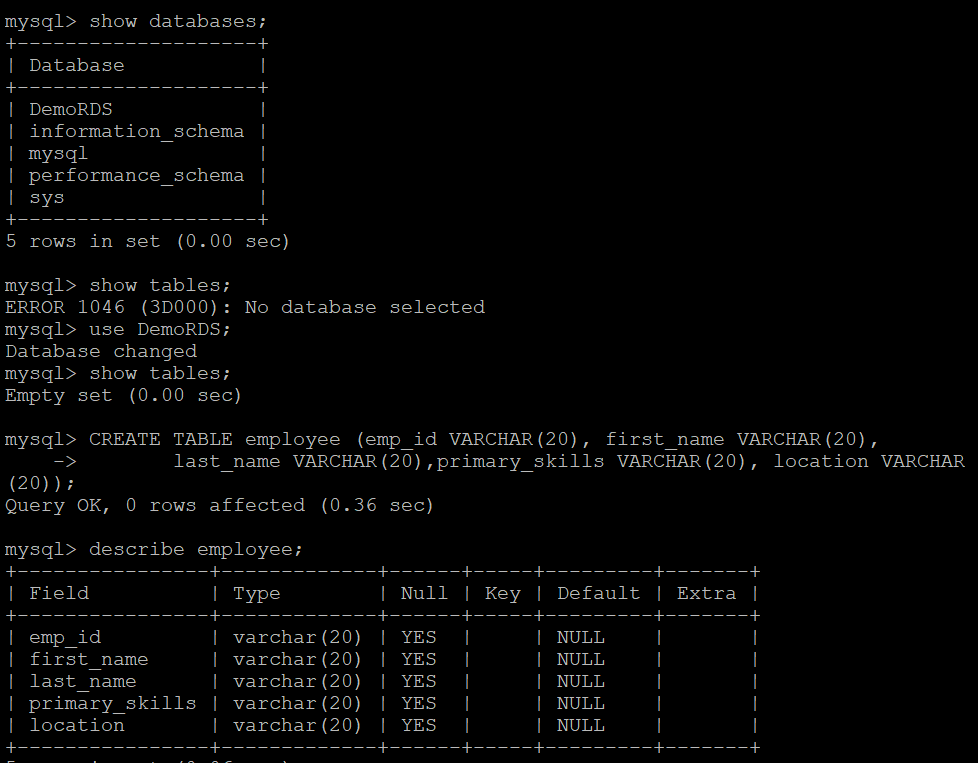 mysql> show databases;
+--------------------+
| Database           |
+--------------------+
| DemoRDS            |
| information_schema |
| mysql              |
| performance_schema |
| sys                |
+--------------------+
5 rows in set (0.00 sec)
mysql> show tables;
ERROR 1046 (3D000): No database selected
mysql> use DemoRDS;
Database changed
mysql> show tables;
Empty set (0.00 sec)
mysql> CREATE TABLE employee (emp_id VARCHAR(20), first_name VARCHAR(20),
    ->        last_name VARCHAR(20),primary_skills VARCHAR(20), location VARCHAR
(20));
Query OK, 0 rows affected (0.36 sec)
mysql> describe employee;
+----------------+-------------+------+-----+---------+-------+
| Field          | Type        | Null | Key | Default | Extra |
+----------------+-------------+------+-----+---------+-------+
| emp_id         | varchar(20) | YES  |     | NULL    |       |
| first_name     | varchar(20) | YES  |     | NULL    |       |
| last_name      | varchar(20) | YES  |     | NULL    |       |
| primary_skills | varchar(20) | YES  |     | NULL    |       |
| location       | varchar(20) | YES  |     | NULL    |       |
+----------------+-------------+------+-----+---------+-------+